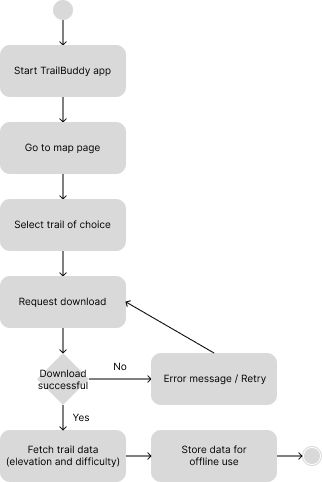 Start TrailBuddy app
Go to map page
Select trail of choice
Request download
Download
successful
No
Error message / Retry
Yes
Fetch trail data
(elevation and difficulty)
Store data for
offline use